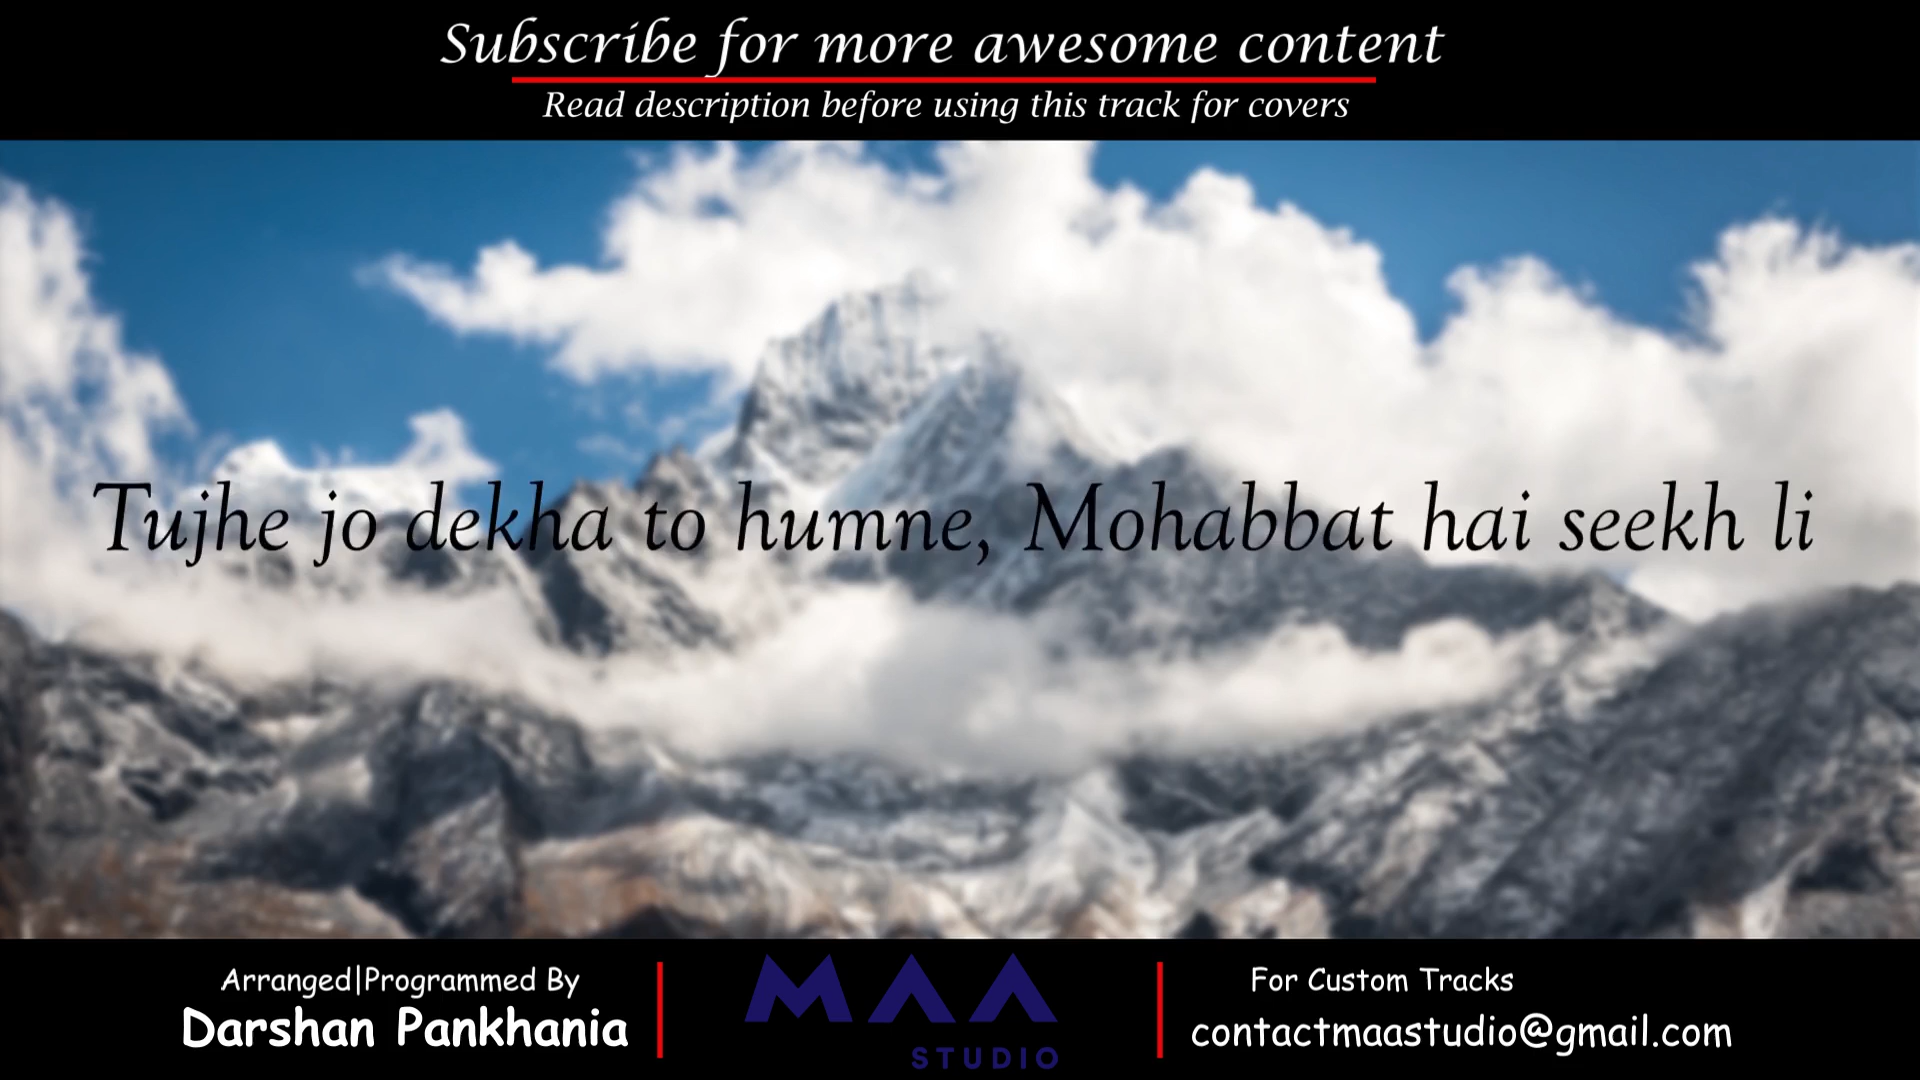 Subscribe for more awesome content
Read description before using this track for covers
Tujhe jo dekha to humne, Mohabbat hai seekh li
Arranged|Programmed By
Darshan Pankhania
MAA
STUDIO
For Custom Tracks
contactmaastudio@gmail.com